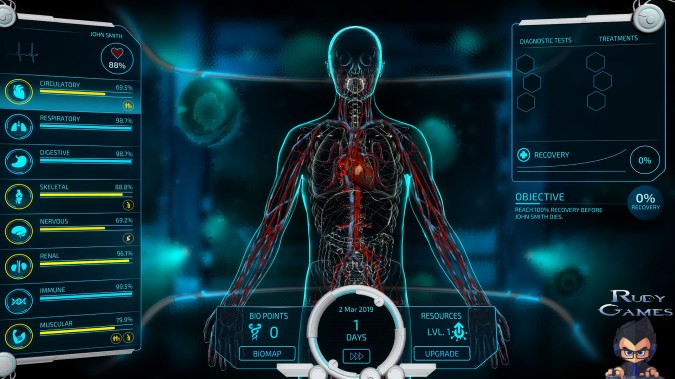 JOHN SMITH
88%
CIRCULATORY 69.5%
RESPIRATORY 98.7%
DIGESTIVE 98.7%
SKELETAL 88.8%
NERVOUS 69.2%
RENAL 96.1%
IMMUNE 99.5%
MUSCULAR 79.9%
DIAGNOSTIC TESTS TREATMENTS
RECOVERY 0%
OBJECTIVE
REACH 100% RECOVERY BEFORE
JOHN SMITH DIES.
0%
RECOVERY
BIO POINTS
0
BIOMAP
2 Mar 2019
1
DAYS
RESOURCES
LVL. 1
UPGRADE
RUDY
GAMES